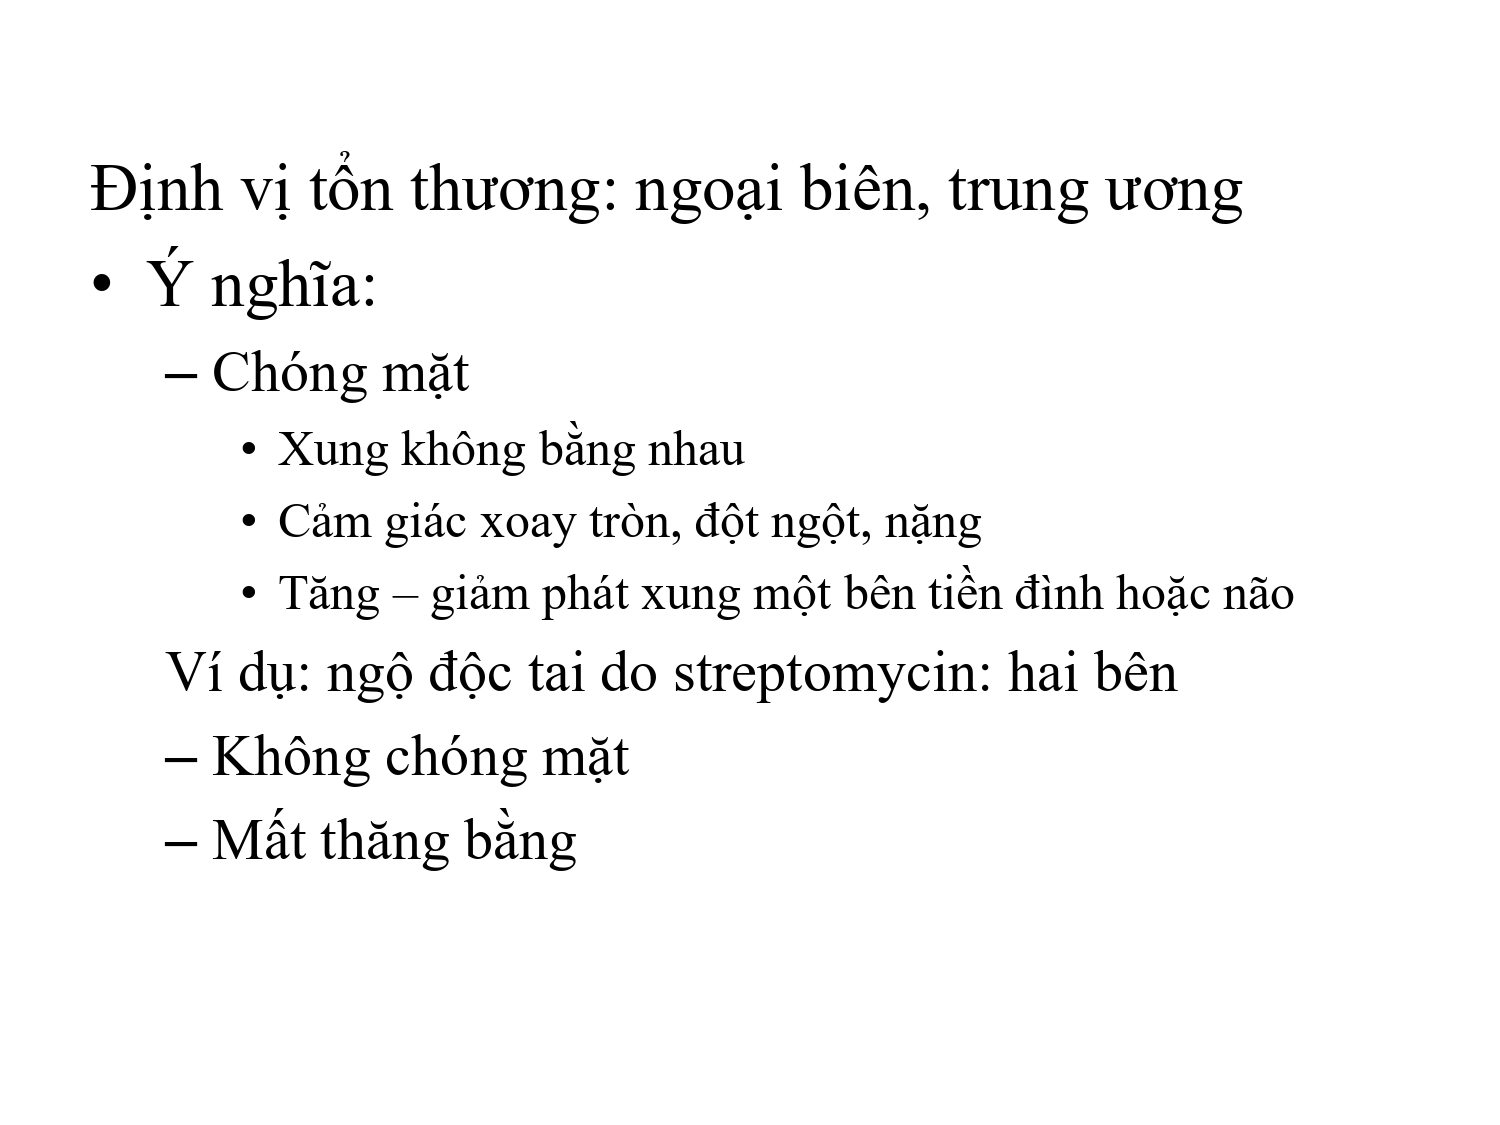 Định vị tổn thương: ngoại biên, trung ương
• Ý nghĩa:
– Chóng mặt
• Xung không bằng nhau
• Cảm giác xoay tròn, đột ngột, nặng
• Tăng – giảm phát xung một bên tiền đình hoặc não
Ví dụ: ngộ độc tai do streptomycin: hai bên
– Không chóng mặt
– Mất thăng bằng